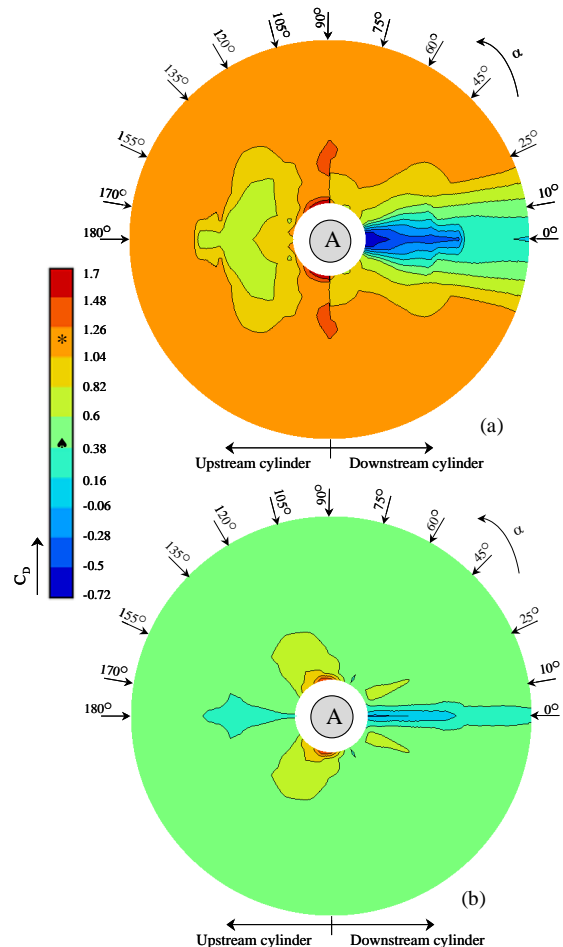 90°
105° 75°
120° 60°
α
135° 45°
155° 25°
170° 10°
180° A 0°
1.7
1.48
1.26
* 1.04
0.82
0.6
♠ 0.38
0.16
-0.06
-0.28
-0.5
-0.72
C_D
(a)
Upstream cylinder Downstream cylinder
90°
105° 75°
120° 60°
α
135° 45°
155° 25°
170° 10°
180° A 0°
(b)
Upstream cylinder Downstream cylinder